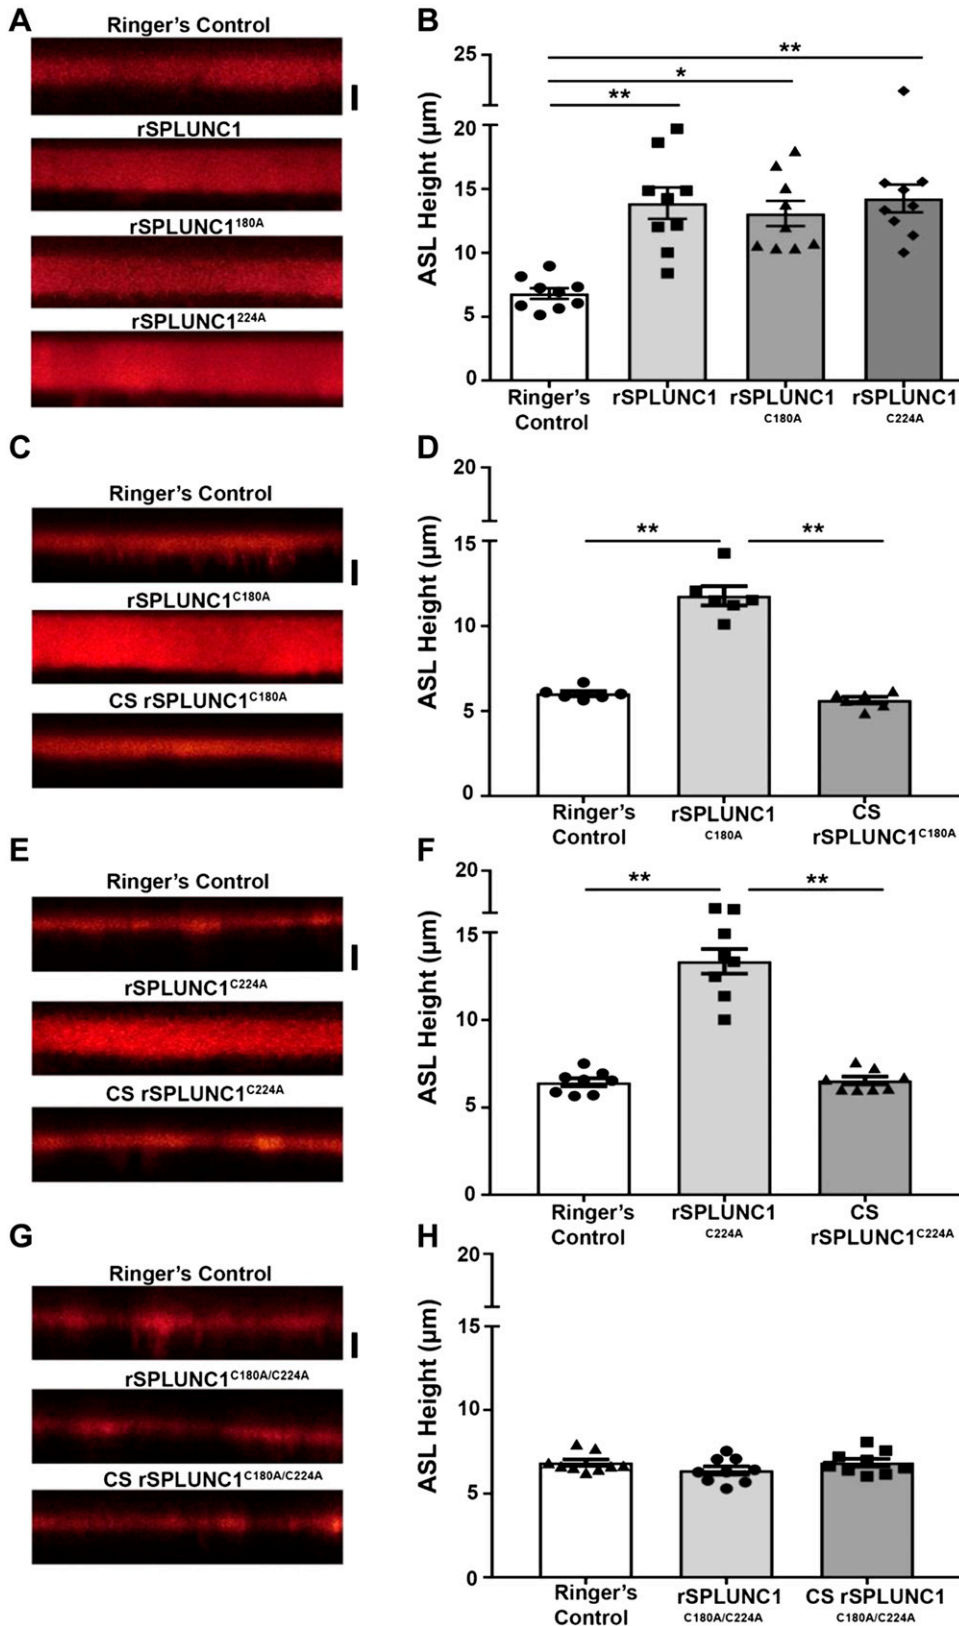 A
Ringer's Control
rSPLUNC1
rSPLUNC1180A
rSPLUNC1224A
B
25
20
15
10
5
0
ASL Height (μm)
**
*
**
Ringer's
Control
rSPLUNC1
rSPLUNC1
C180A
rSPLUNC1
C224A
C
Ringer's Control
rSPLUNC1C180A
CS rSPLUNC1C180A
D
20
15
10
5
0
ASL Height (μm)
** **
Ringer's
Control
rSPLUNC1
C180A
CS
rSPLUNC1C180A
E
Ringer's Control
rSPLUNC1C224A
CS rSPLUNC1C224A
F
20
15
10
5
0
ASL Height (μm)
** **
Ringer's
Control
rSPLUNC1
C224A
CS
rSPLUNC1C224A
G
Ringer's Control
rSPLUNC1C180A/C224A
CS rSPLUNC1C180A/C224A
H
20
15
10
5
0
ASL Height (μm)
Ringer's
Control
rSPLUNC1
C180A/C224A
CS rSPLUNC1
C180A/C224A